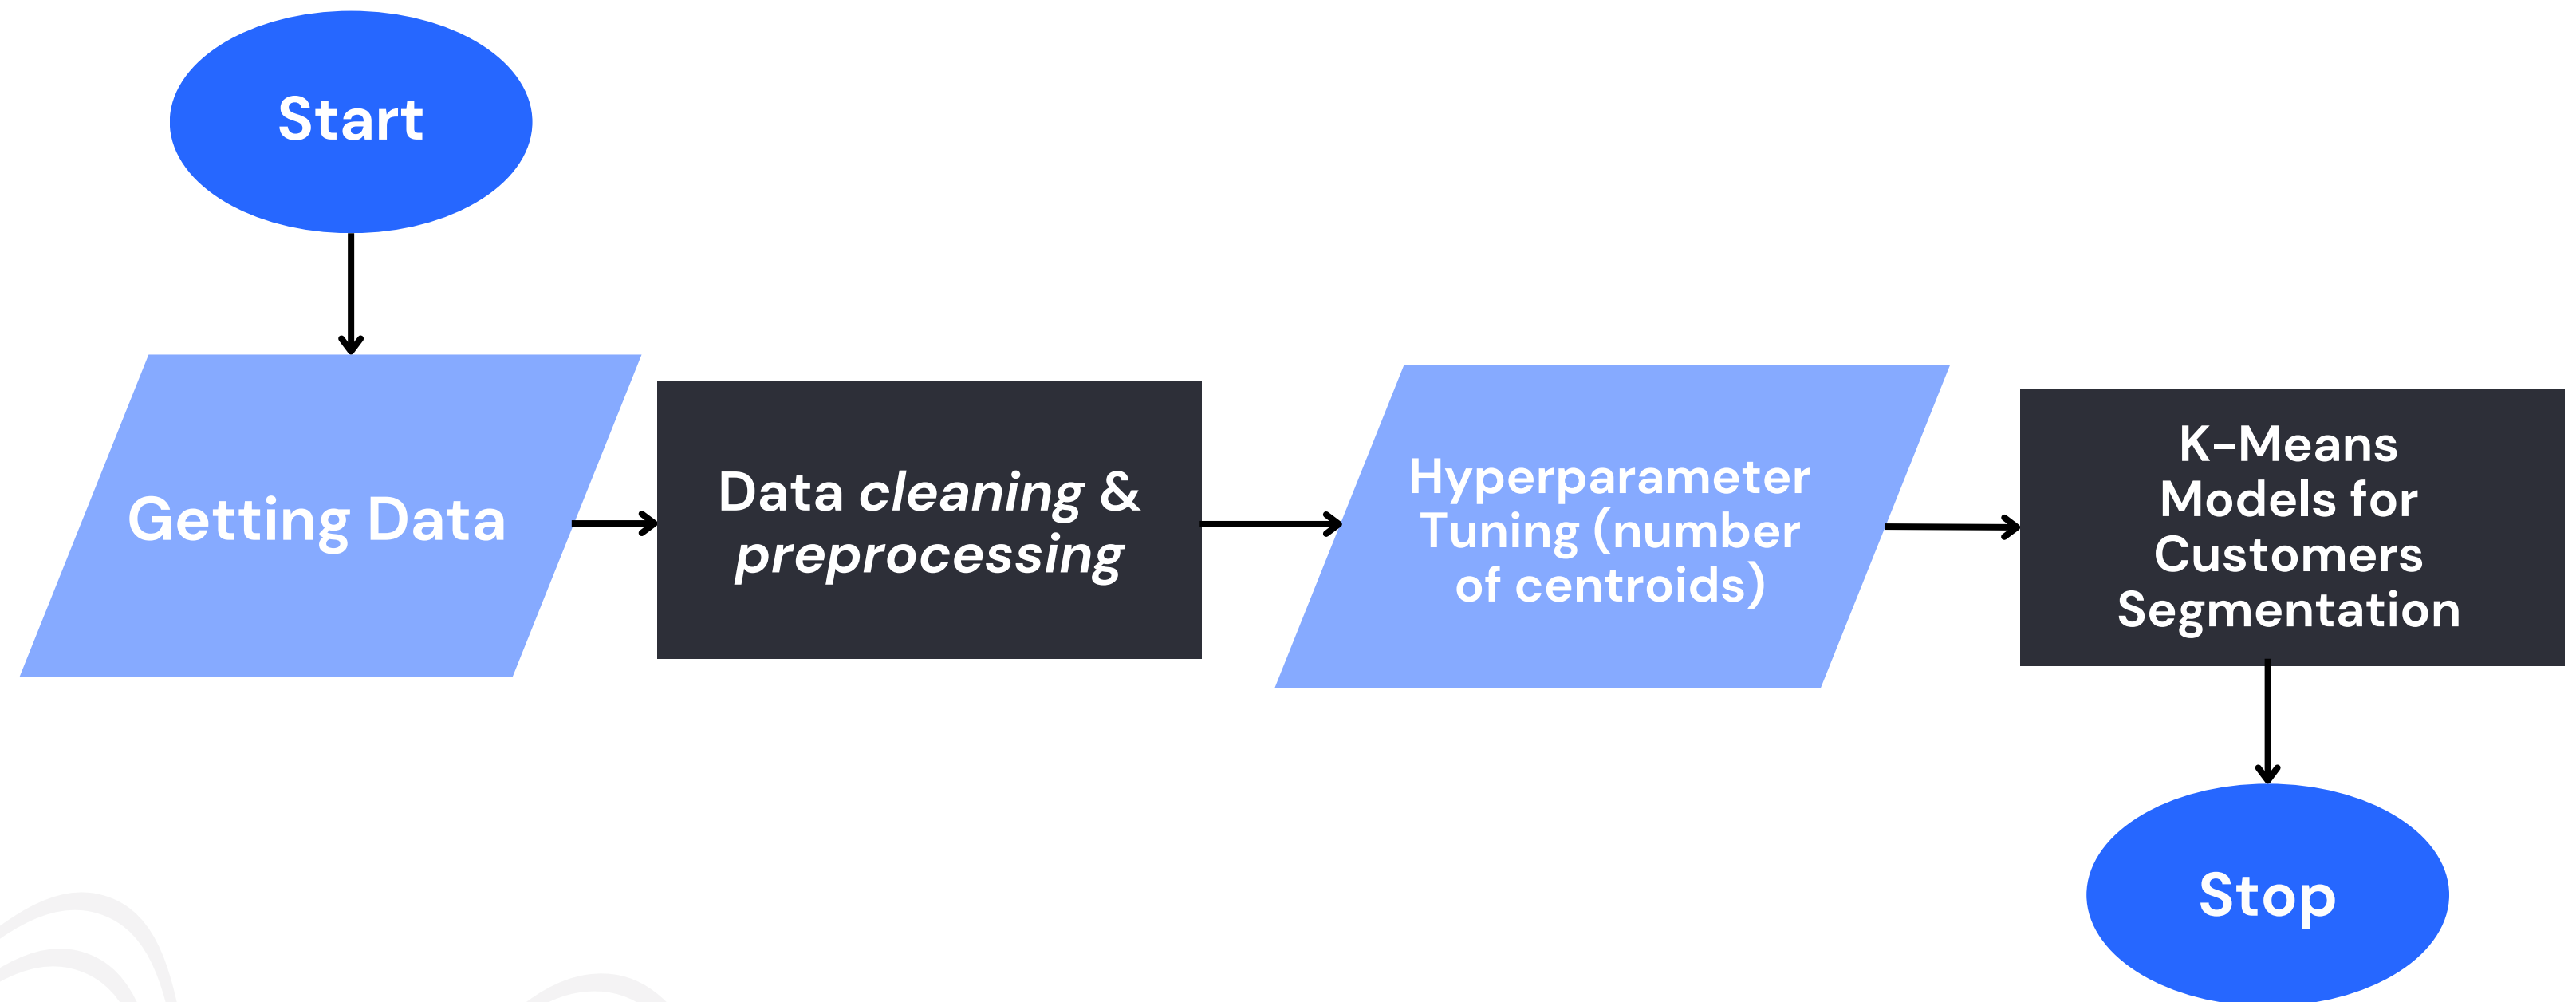 Start
Getting Data
Data cleaning &
preprocessing
Hyperparameter
Tuning (number
of centroids)
K-Means
Models for
Customers
Segmentation
Stop